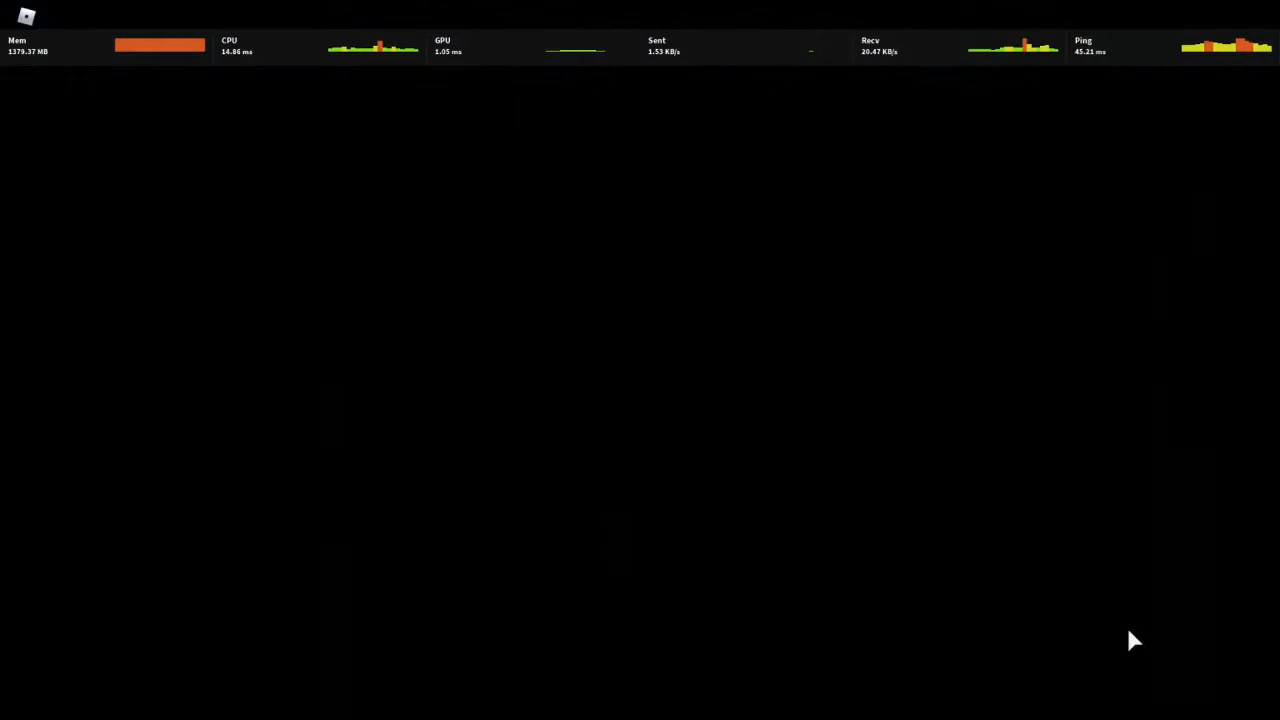 Mem
1379.37 MB
CPU
14.86 ms
GPU
1.05 ms
Sent
1.53 KB/s
Recv
20.47 KB/s
Ping
45.21 ms